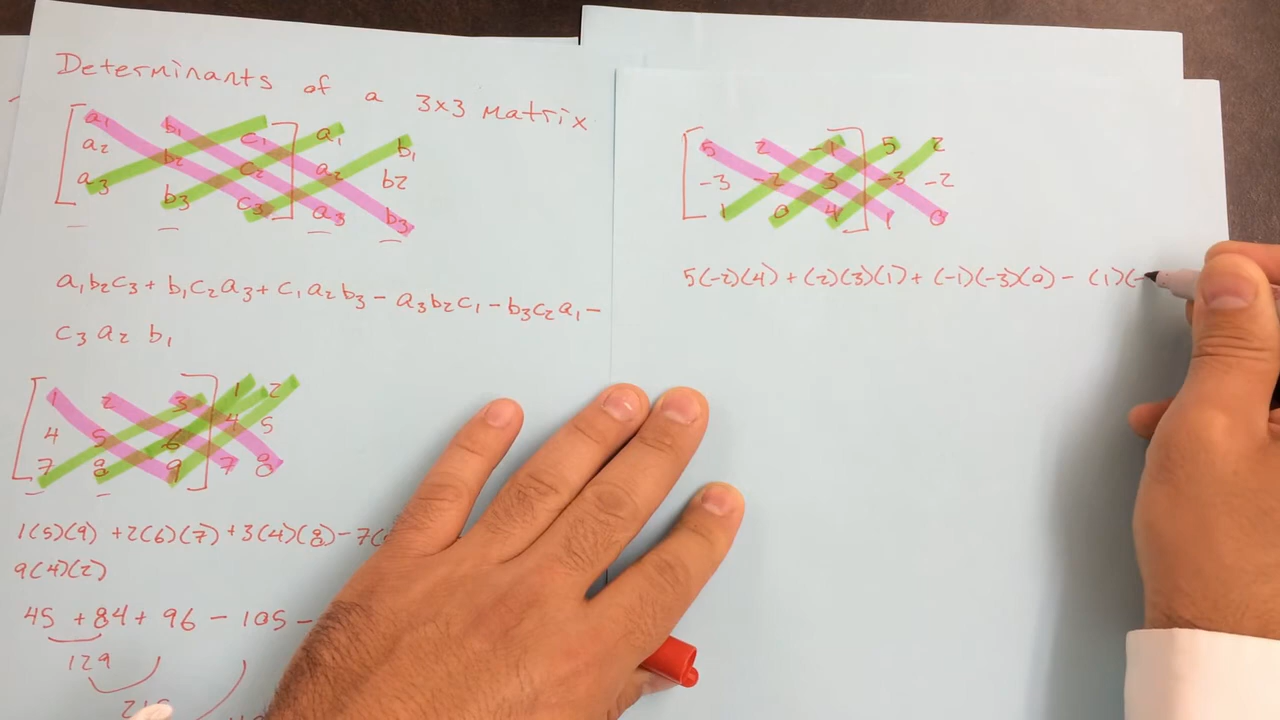 Determinants of a 3x3 matrix
a1 b1 c1 a1 b1
a2 b2 c2 a2 b2
a3 b3 c3 a3 b3
a1b2c3 + b1c2a3 + c1a2b3 - a3b2c1 - b3c2a1 -
c3 a2 b1
1 2 3 1 2
4 5 6 4 5
7 8 9 7 8
1(5)(9) +2(6)(7) +3(4)(8) - 7(
9(4)(2)
45 + 84 + 96 - 105 -
129
5 2 -1 5 2
-3 -2 3 -3 -2
1 0 4 1 0
5(-2)(4) + (2)(3)(1) + (-1)(-3)(0) - (1)(-